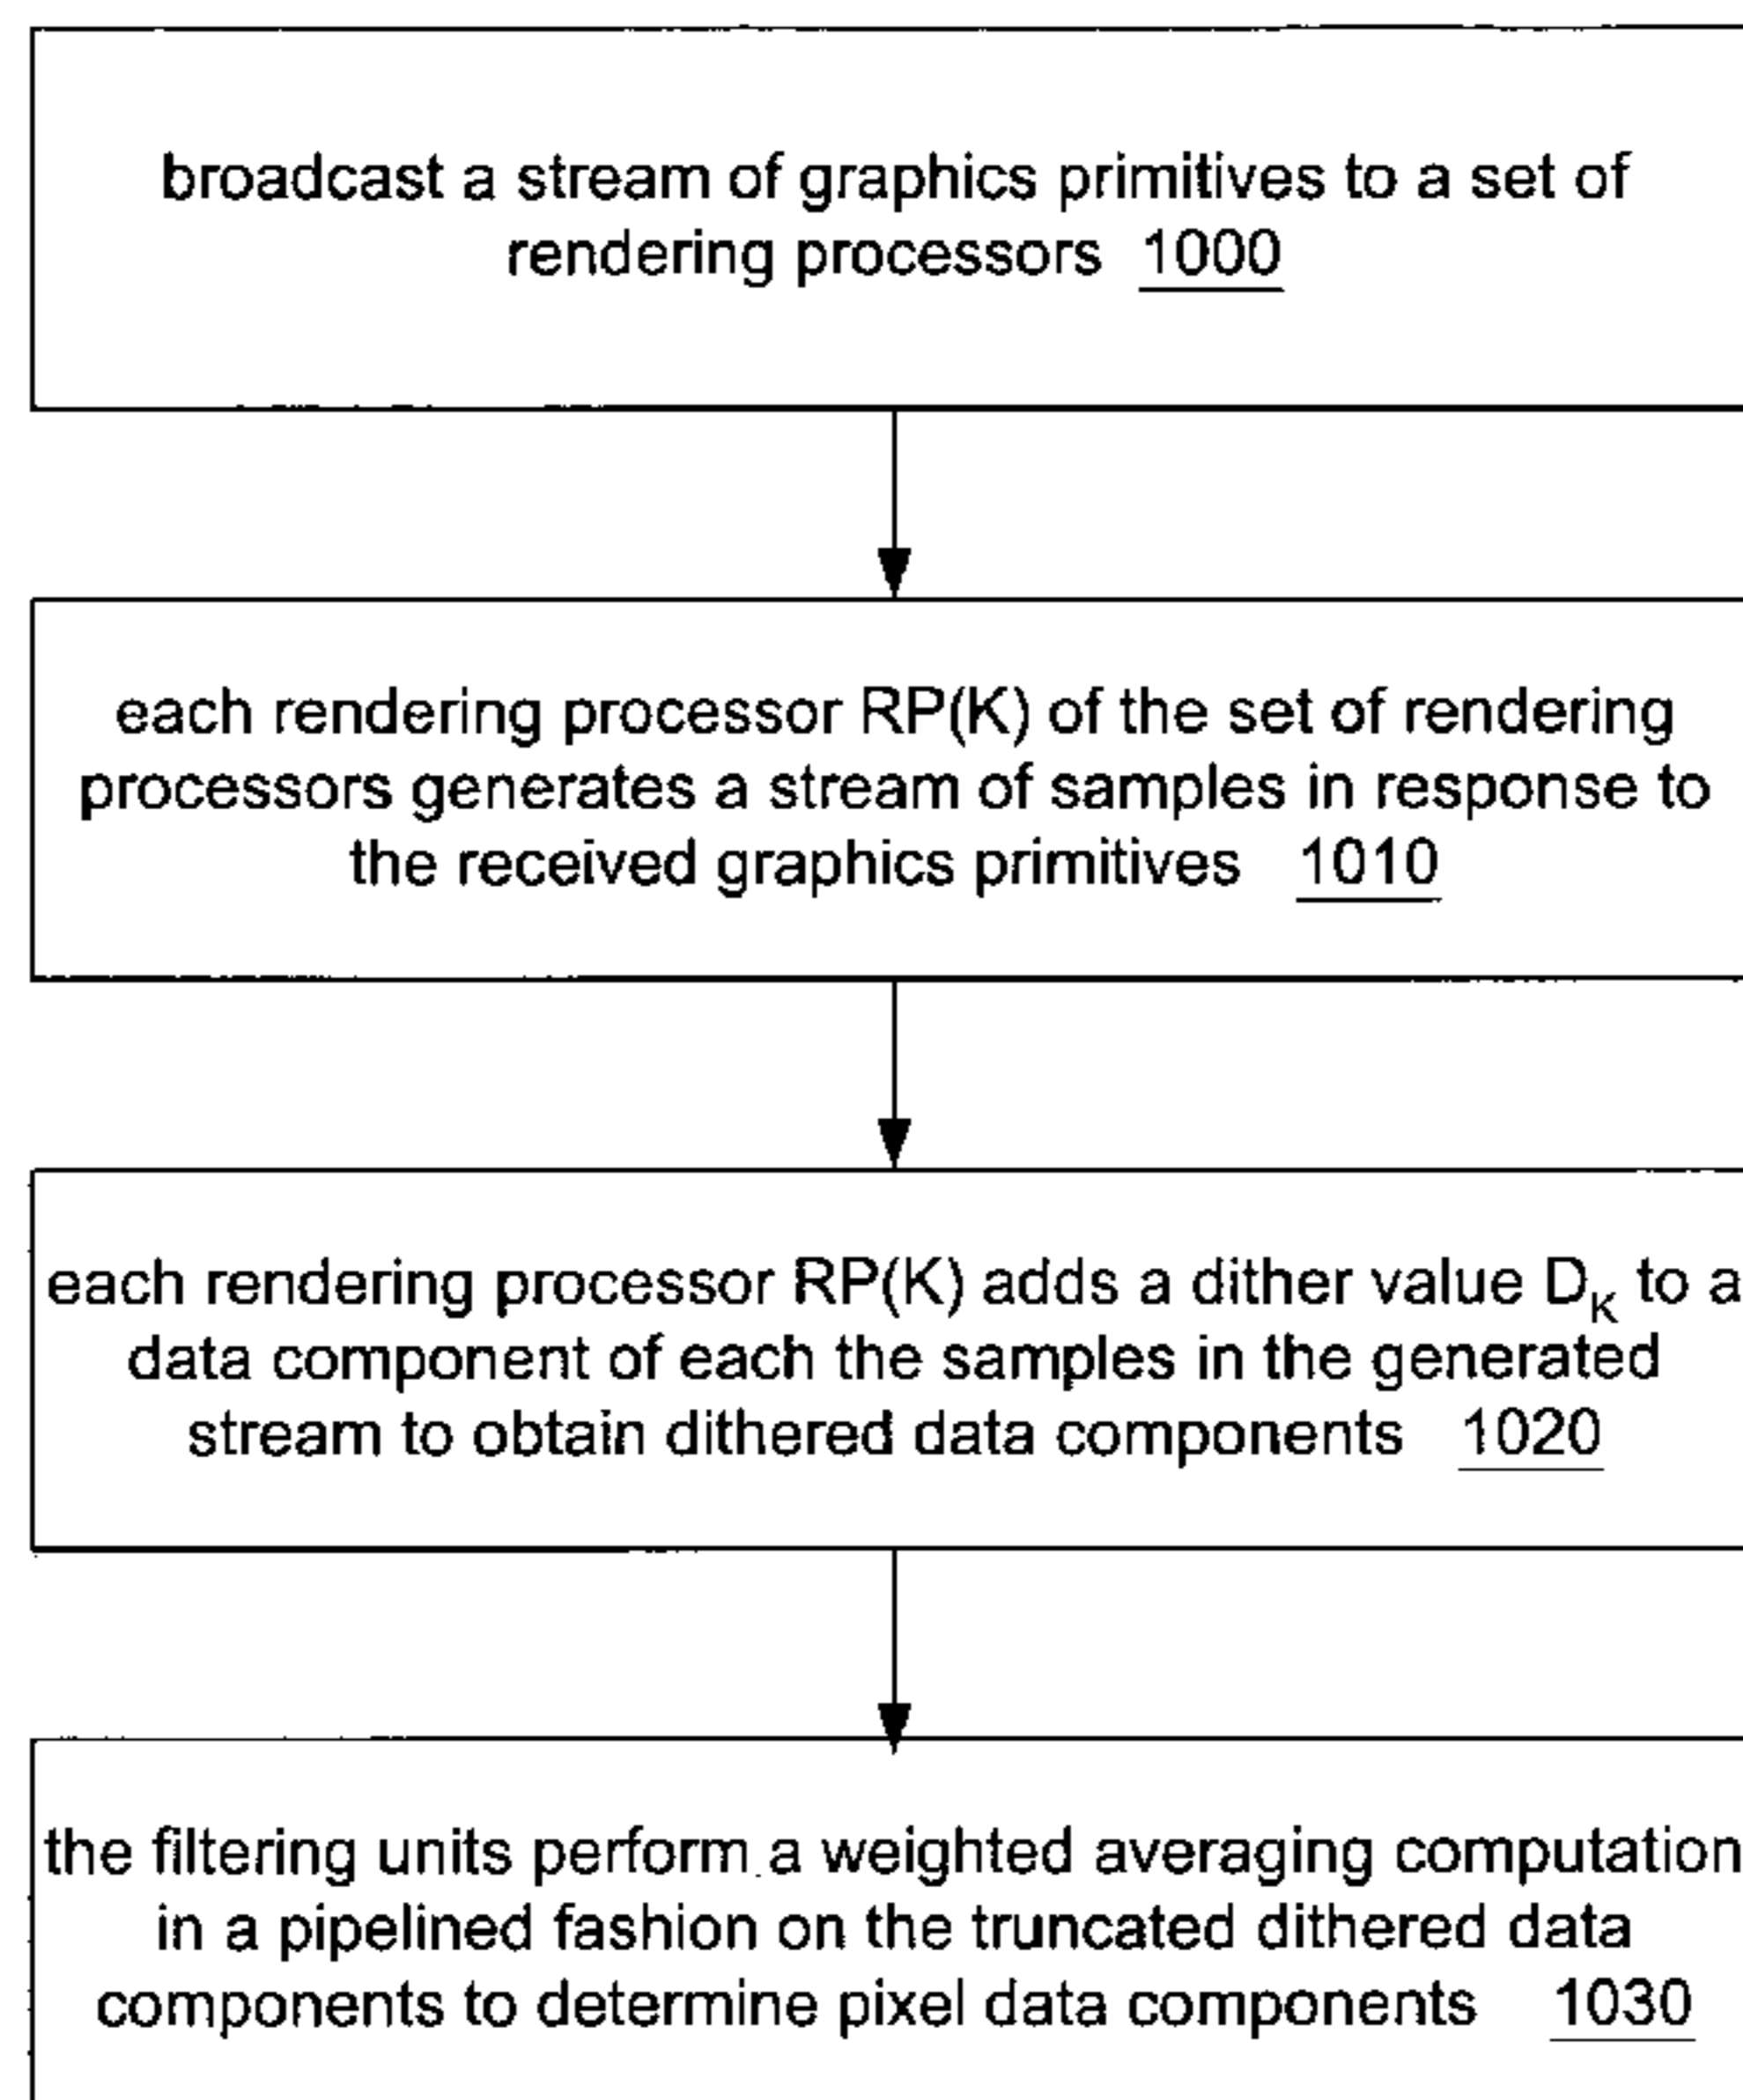 broadcast a stream of graphics primitives to a set of
rendering processors 1000
each rendering processor RP(K) of the set of rendering
processors generates a stream of samples in response to
the received graphics primitives 1010
each rendering processor RP(K) adds a dither value D_K to a
data component of each the samples in the generated
stream to obtain dithered data components 1020
the filtering units perform a weighted averaging computation
in a pipelined fashion on the truncated dithered data
components to determine pixel data components 1030